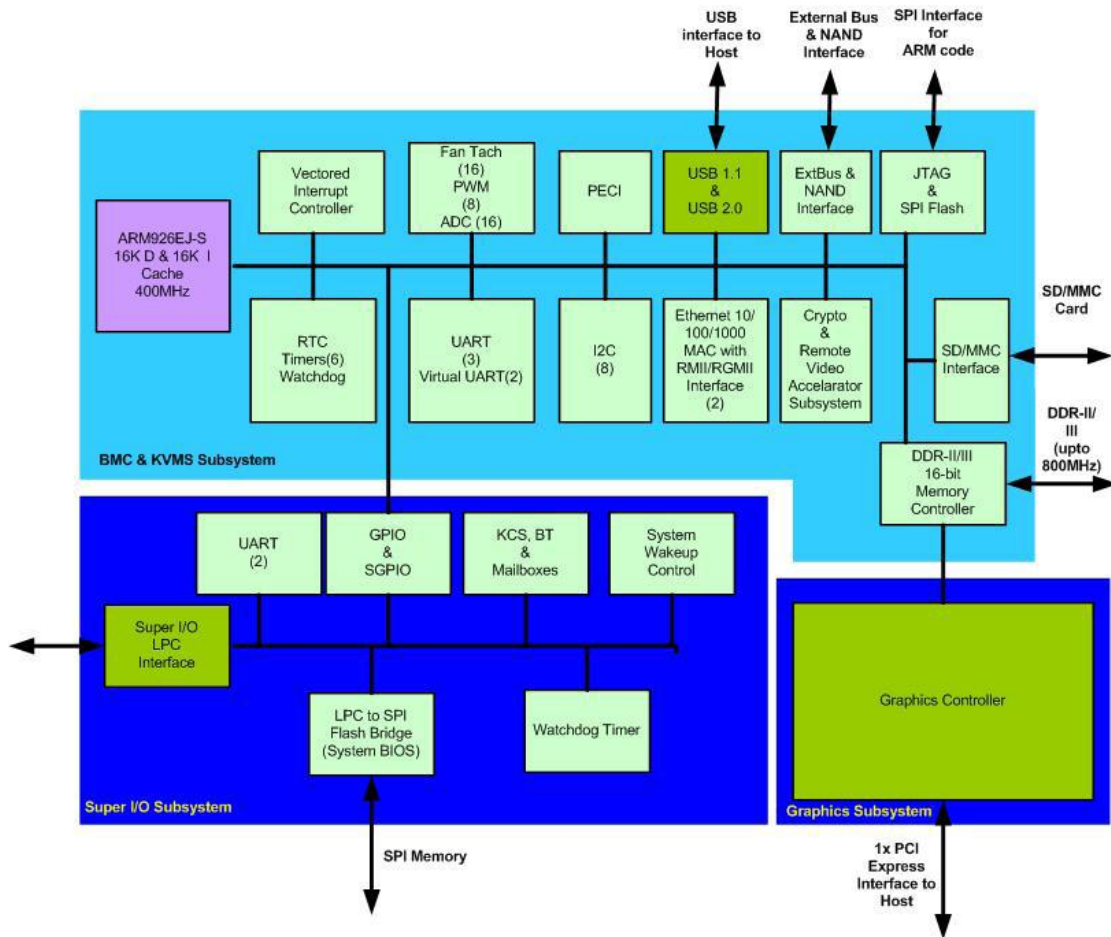 USB
interface to
Host
External Bus
& NAND
Interface
SPI Interface
for
ARM code
Vectored
Interrupt
Controller
Fan Tach
(16)
PWM
(8)
ADC (16)
PECI
USB 1.1
&
USB 2.0
ExtBus &
NAND
Interface
JTAG
&
SPI Flash
ARM926EJ-S
16K D & 16K I
Cache
400MHz
RTC
Timers(6)
Watchdog
UART
(3)
Virtual UART(2)
I2C
(8)
Ethernet 10/
100/1000
MAC with
RMII/RGMII
Interface
(2)
Crypto
&
Remote
Video
Accelarator
Subsystem
SD/MMC
Interface
SD/MMC
Card
DDR-II/
III
(upto
800MHz)
DDR-II/III
16-bit
Memory
Controller
BMC & KVMS Subsystem
UART
(2)
GPIO
&
SGPIO
KCS, BT
&
Mailboxes
System
Wakeup
Control
Super I/O
LPC
Interface
LPC to SPI
Flash Bridge
(System BIOS)
Watchdog Timer
Super I/O Subsystem
SPI Memory
Graphics Controller
Graphics Subsystem
1x PCI
Express
Interface to
Host